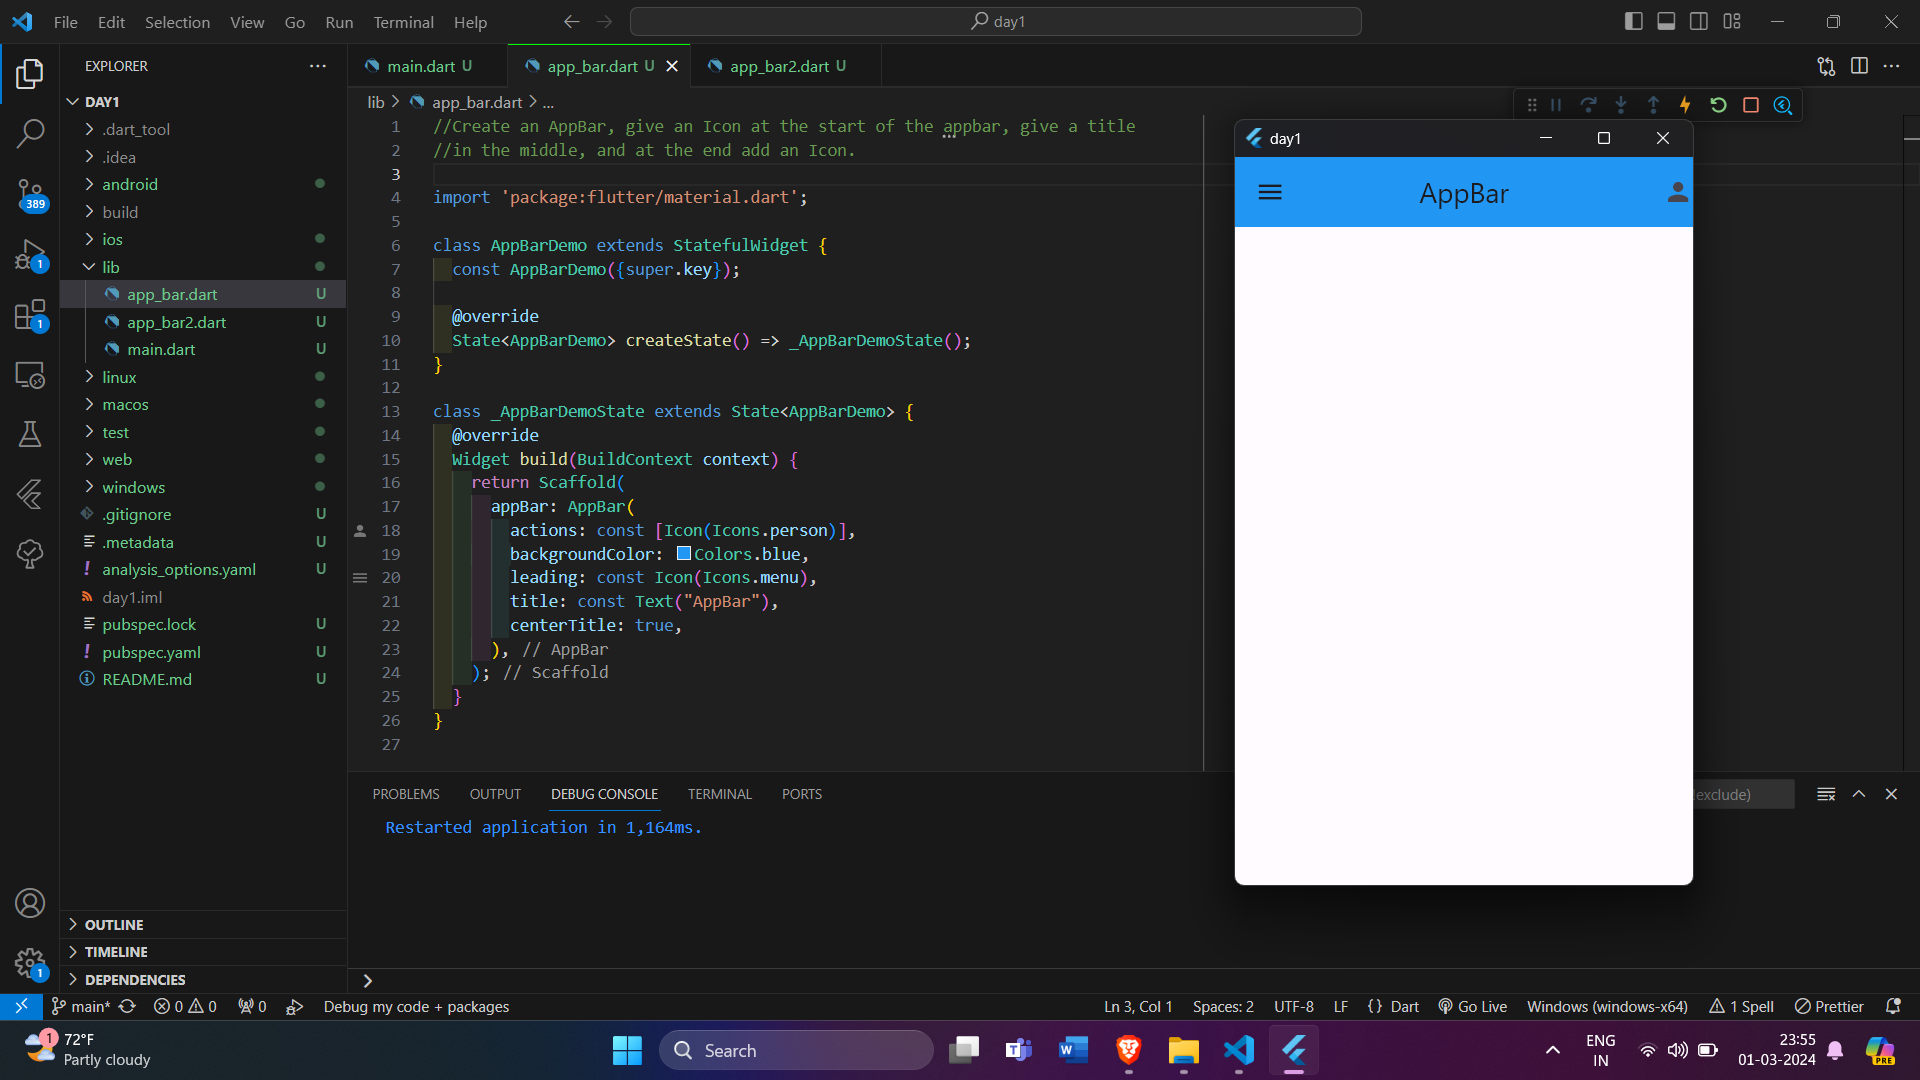 File Edit Selection View Go Run Terminal Help
day1
EXPLORER
DAY1
.dart_tool
.idea
android
build
ios
lib
app_bar.dart U
app_bar2.dart U
main.dart U
linux
macos
test
web
windows
.gitignore U
.metadata U
analysis_options.yaml U
day1.iml
pubspec.lock U
pubspec.yaml U
README.md U
OUTLINE
TIMELINE
DEPENDENCIES
389
1
1
1
main.dart U app_bar.dart U app_bar2.dart U
lib > app_bar.dart > ...
1 //Create an AppBar, give an Icon at the start of the appbar, give a title
2 //in the middle, and at the end add an Icon.
3
4 import 'package:flutter/material.dart';
5
6 class AppBarDemo extends StatefulWidget {
7 const AppBarDemo({super.key});
8
9 @override
10 State<AppBarDemo> createState() => _AppBarDemoState();
11 }
12
13 class _AppBarDemoState extends State<AppBarDemo> {
14 @override
15 Widget build(BuildContext context) {
16 return Scaffold(
17 appBar: AppBar(
18 actions: const [Icon(Icons.person)],
19 backgroundColor: Colors.blue,
20 leading: const Icon(Icons.menu),
21 title: const Text("AppBar"),
22 centerTitle: true,
23 ), // AppBar
24 ); // Scaffold
25 }
26 }
27
day1
AppBar
PROBLEMS OUTPUT DEBUG CONSOLE TERMINAL PORTS
exclude)
Restarted application in 1,164ms.
main* 0 0 0 Debug my code + packages
Ln 3, Col 1 Spaces: 2 UTF-8 LF {} Dart Go Live Windows (windows-x64) 1 Spell Prettier
1
72°F
Partly cloudy
Search
ENG
IN
23:55
01-03-2024
PRE